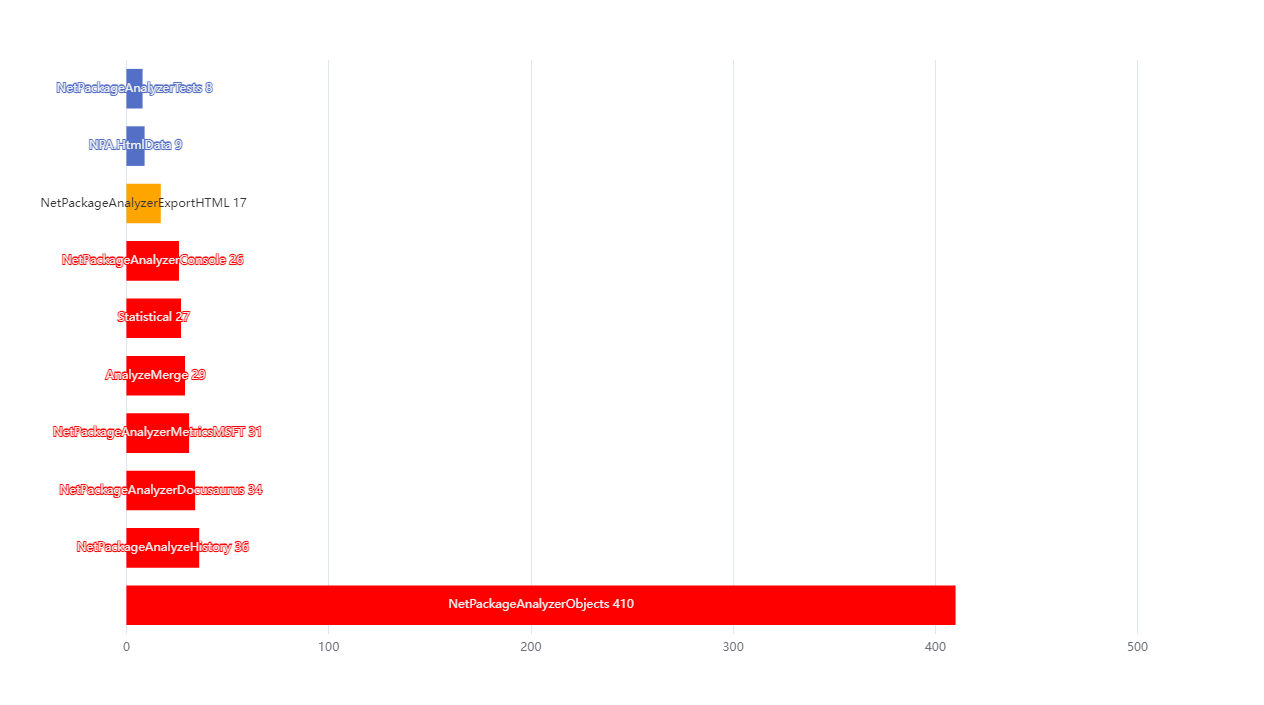 NetPackageAnalyzerTests 8
NPA.HtmlData 9
NetPackageAnalyzerExportHTML 17
NetPackageAnalyzerConsole 26
Statistical 27
AnalyzeMerge 29
NetPackageAnalyzerMetricsMSFT 31
NetPackageAnalyzerDocusaurus 34
NetPackageAnalyzeHistory 36
NetPackageAnalyzerObjects 410
0 100 200 300 400 500